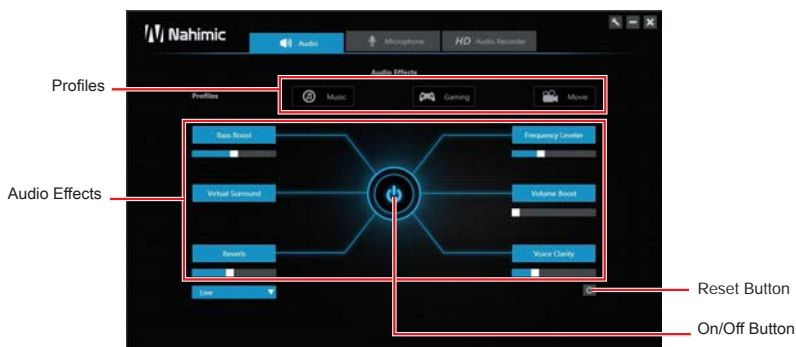 Nahimic
Audio
Microphone
HD Audio Recorder
Audio Effects
Profiles
Profiles
Music
Gaming
Movie
Bass Boost
Frequency Leveler
Audio Effects
Virtual Surround
Volume Boost
Reverb
Voice Clarity
Live
Reset Button
On/Off Button